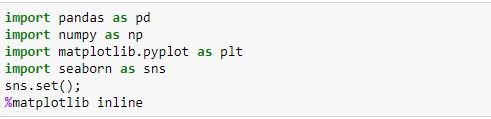 import pandas as pd
import numpy as np
import matplotlib.pyplot as plt
import seaborn as sns
sns.set();
%matplotlib inline